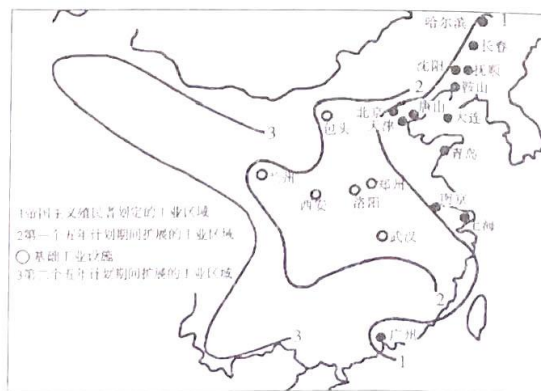 哈尔滨
1
长春
沈阳
抚顺
鞍山
2
北京
唐山
天津
大连
包头
3
青岛
兰州
郑州
西安
洛阳
南京
上海
1帝国主义殖民者划定的工业区域
2第一个五年计划期间扩展的工业区域
武汉
○基础工业设施
3第二个五年计划期间扩展的工业区域
2
3
广州
1